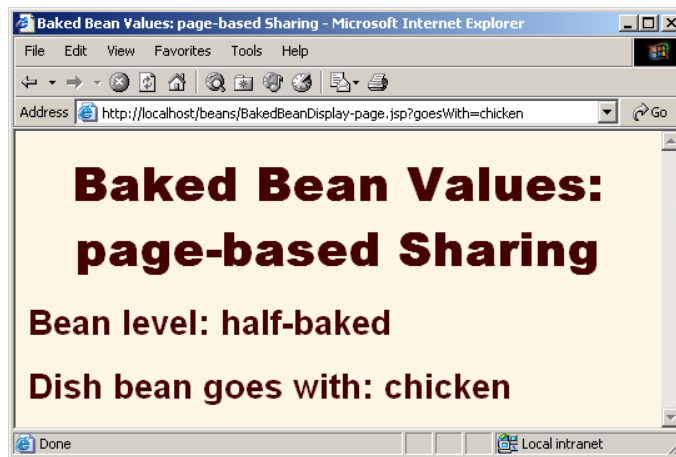 Baked Bean Values: page-based Sharing - Microsoft Internet Explorer
File Edit View Favorites Tools Help
Address http://localhost/beans/BakedBeanDisplay-page.jsp?goesWith=chicken Go
Baked Bean Values:
page-based Sharing
Bean level: half-baked
Dish bean goes with: chicken
Done Local intranet